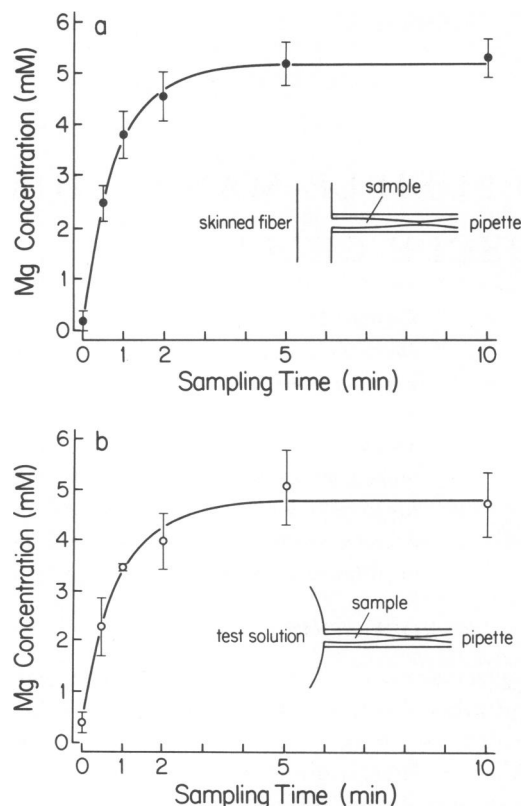 a
Mg Concentration (mM)
6
5
4
3
2
1
0
sample
skinned fiber
pipette
0 1 2 5 10
Sampling Time (min)
b
Mg Concentration (mM)
6
5
4
3
2
1
0
sample
test solution
pipette
0 1 2 5 10
Sampling Time (min)